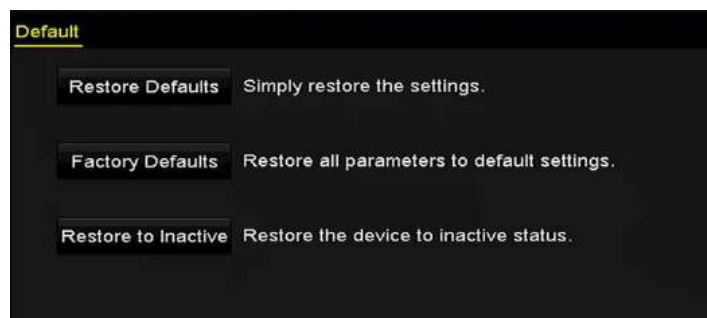 Default
Restore Defaults Simply restore the settings.
Factory Defaults Restore all parameters to default settings.
Restore to Inactive Restore the device to inactive status.